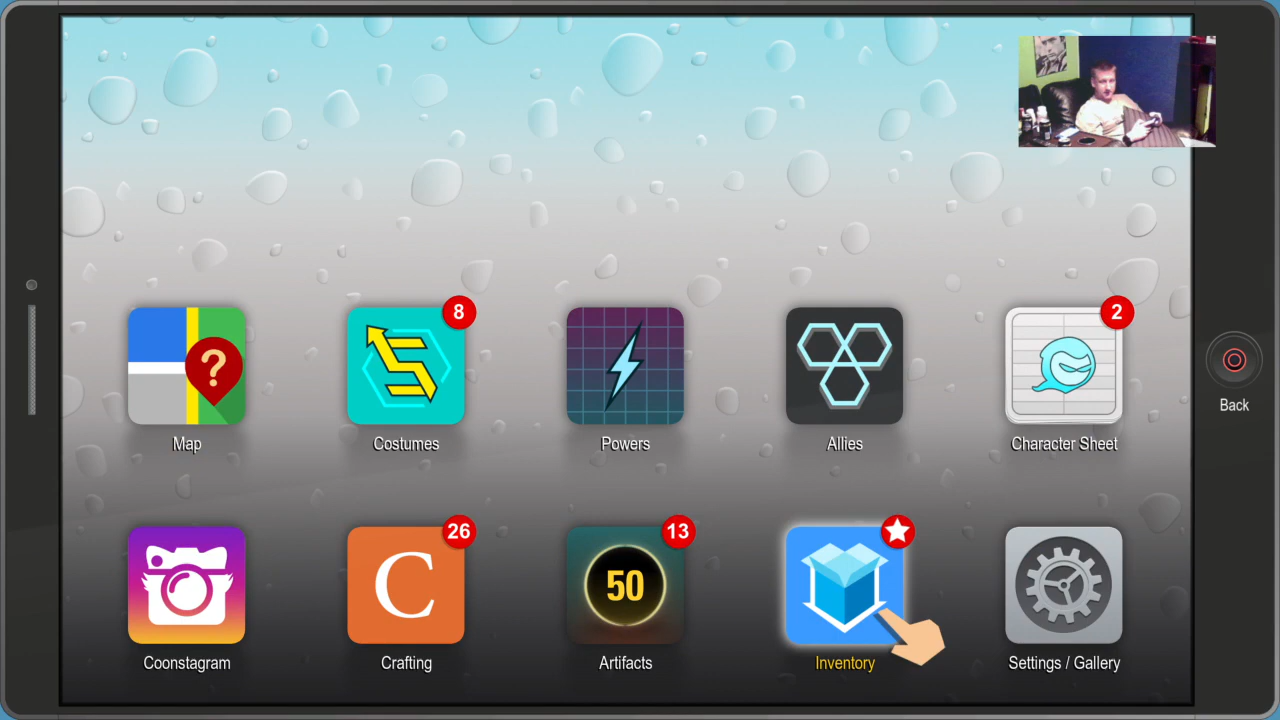 8
2
?
Map
Costumes
Powers
Allies
Character Sheet
Back
26
13
C
50
Coonstagram
Crafting
Artifacts
Inventory
Settings / Gallery